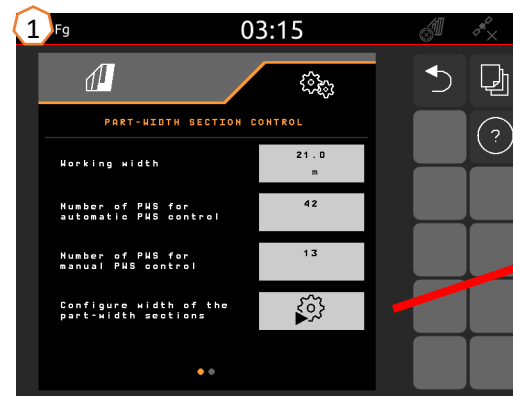 1 Fg 03:15
PART-WIDTH SECTION CONTROL
Working width
21.0
m
Number of PWS for
automatic PWS control
42
Number of PWS for
manual PWS control
13
Configure width of the
part-width sections
?